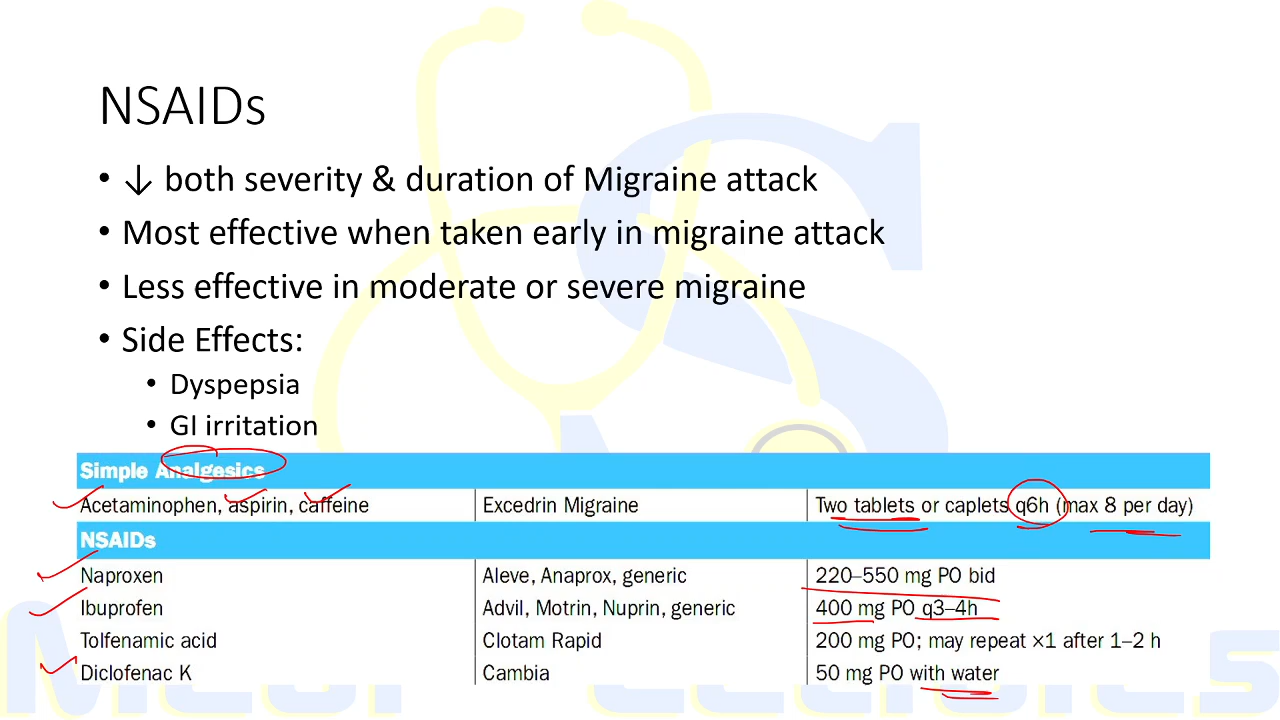 NSAIDs
• ↓ both severity & duration of Migraine attack
• Most effective when taken early in migraine attack
• Less effective in moderate or severe migraine
• Side Effects:
• Dyspepsia
• GI irritation
Simple Analgesics
Acetaminophen, aspirin, caffeine Excedrin Migraine Two tablets or caplets q6h (max 8 per day)
NSAIDs
Naproxen Aleve, Anaprox, generic 220–550 mg PO bid
Ibuprofen Advil, Motrin, Nuprin, generic 400 mg PO q3–4h
Tolfenamic acid Clotam Rapid 200 mg PO; may repeat ×1 after 1–2 h
Diclofenac K Cambia 50 mg PO with water